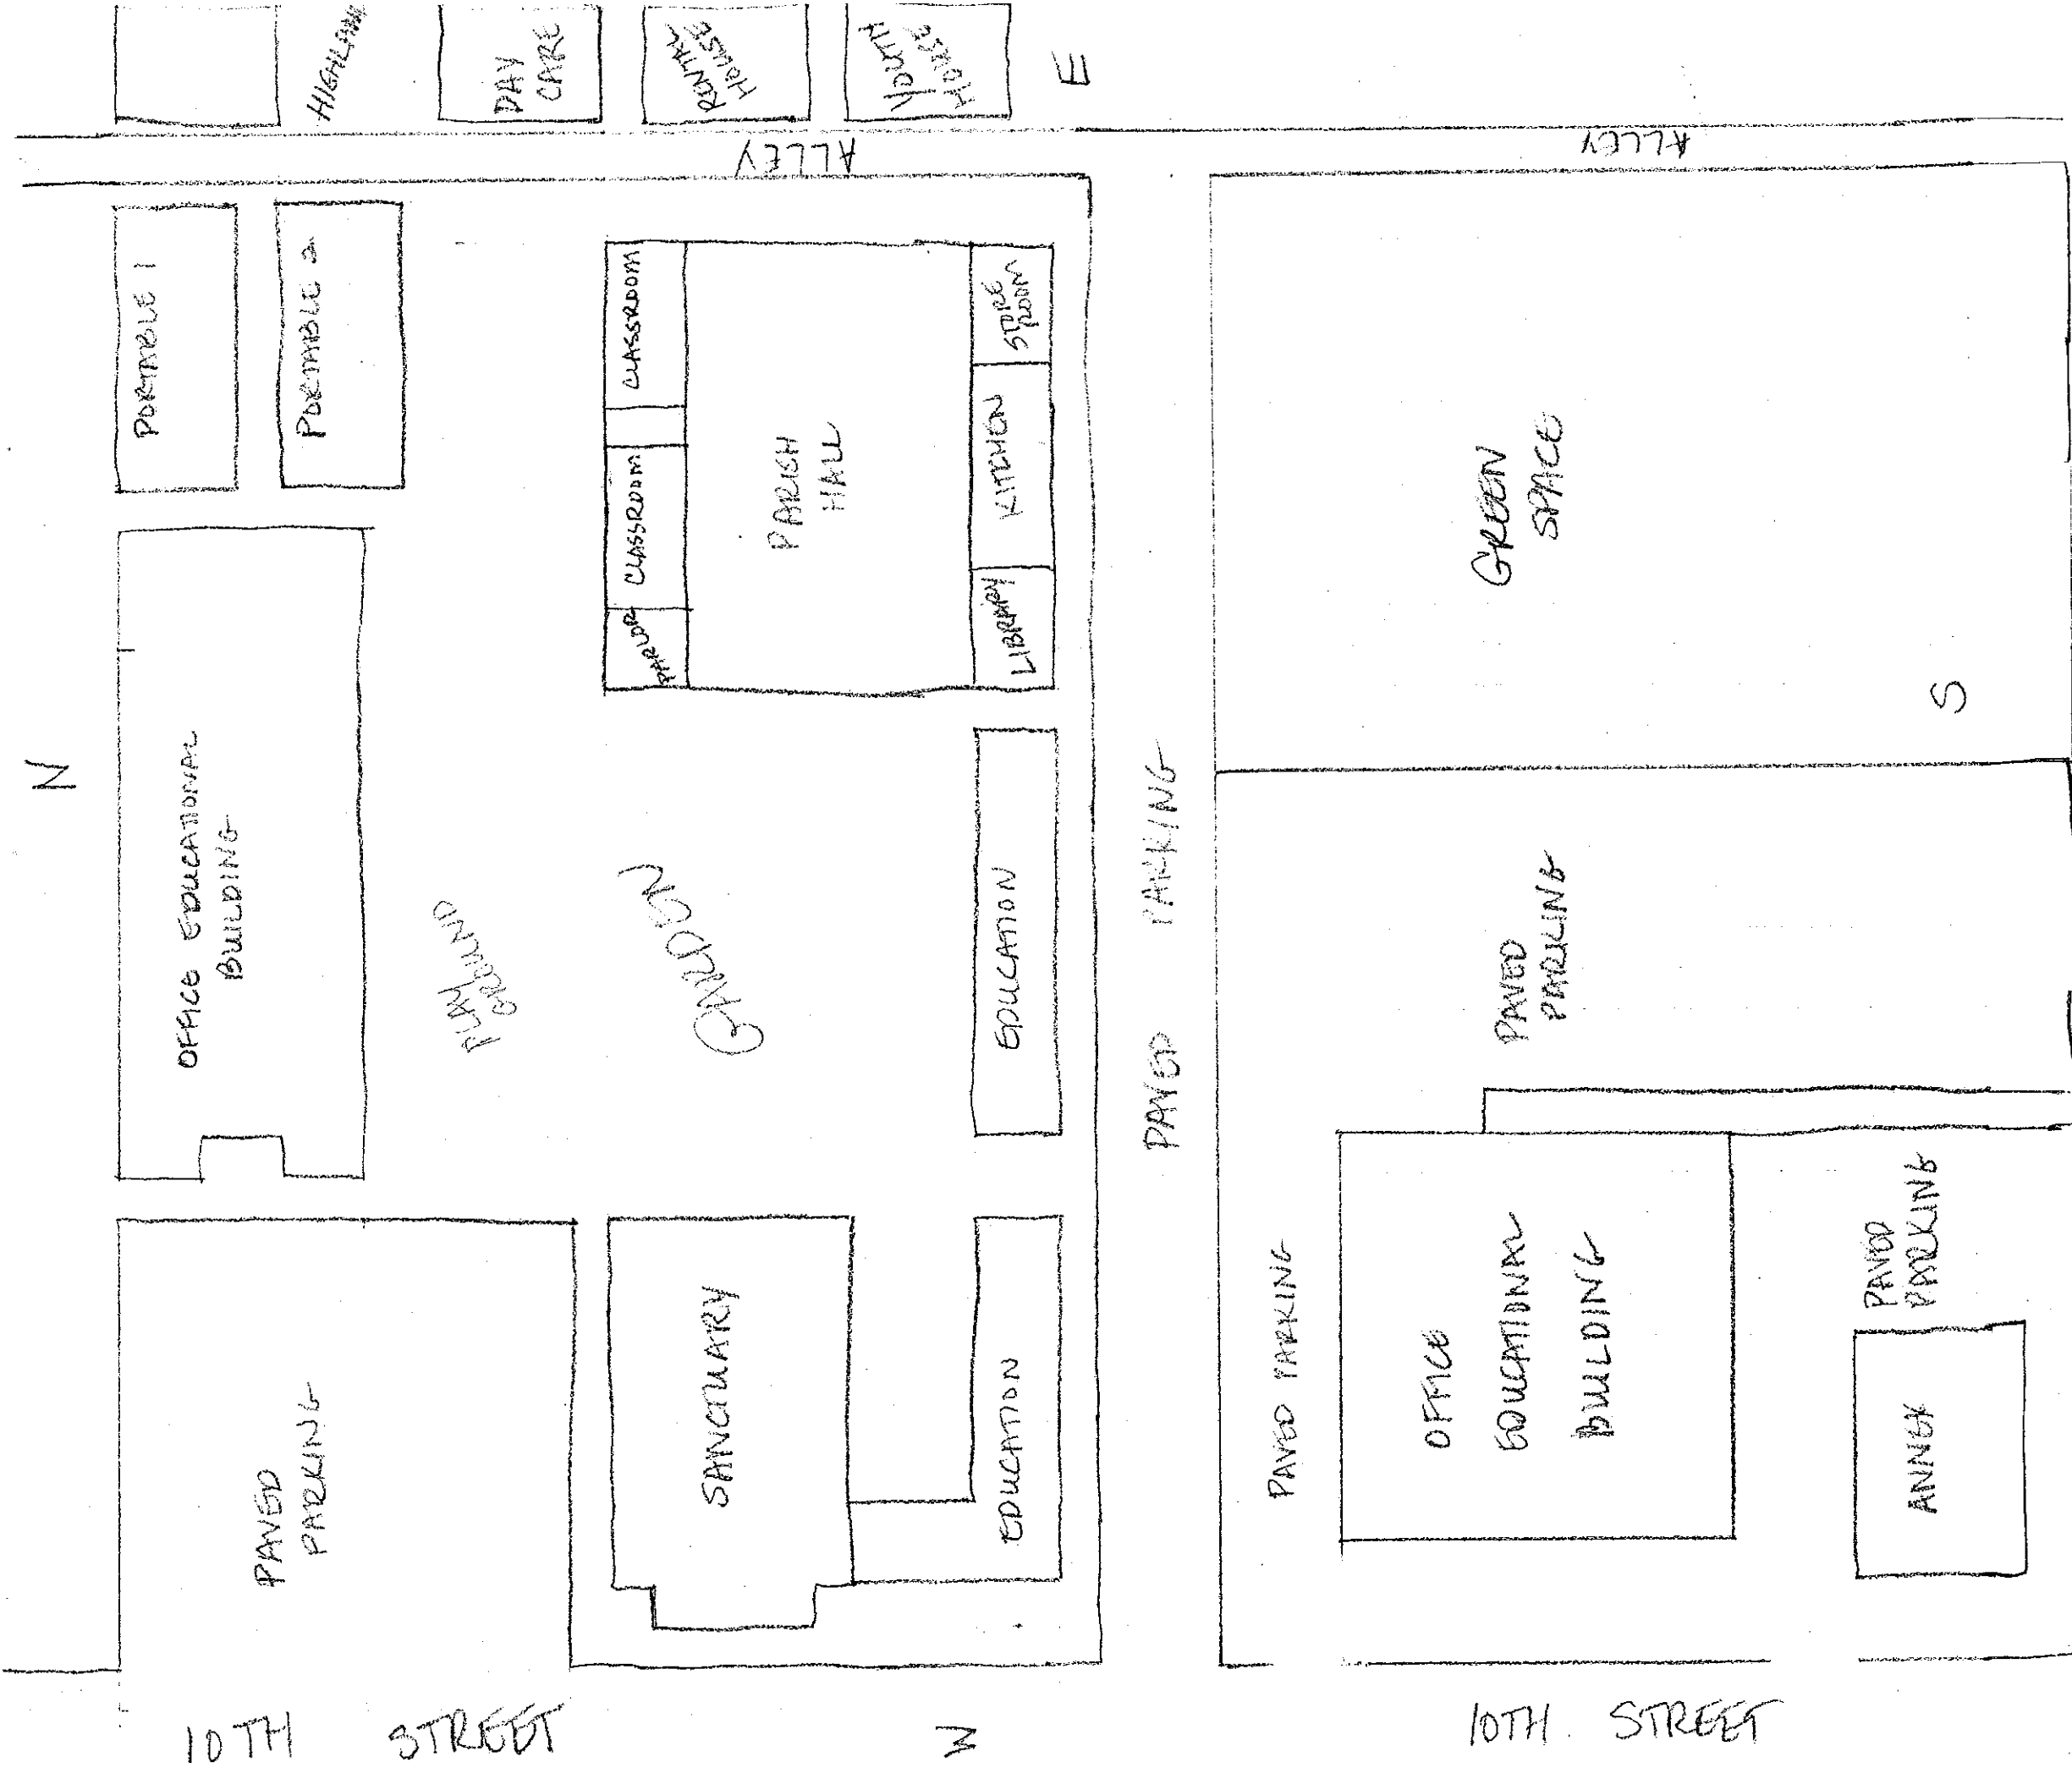 HIGHLAND
DAY
CARE
RENTAL
HOUSE
YOUTH
HOUSE
E
ALLEY
ALLEY
PORTABLE 1
PORTABLE 2
CLASSROOM
CLASSROOM
PARLOR
PARISH
HALL
STORE
ROOM
KITCHEN
LIBRARY
GREEN
SPACE
S
N
OFFICE EDUCATIONAL
BUILDING
PLAY
GROUND
GARDEN
EDUCATION
PAVED PARKING
PAVED
PARKING
PAVED
PARKING
SANCTUARY
EDUCATION
PAVED PARKING
OFFICE
EDUCATIONAL
BUILDING
PAVED
PARKING
ANNEX
10TH STREET
W
10TH. STREET